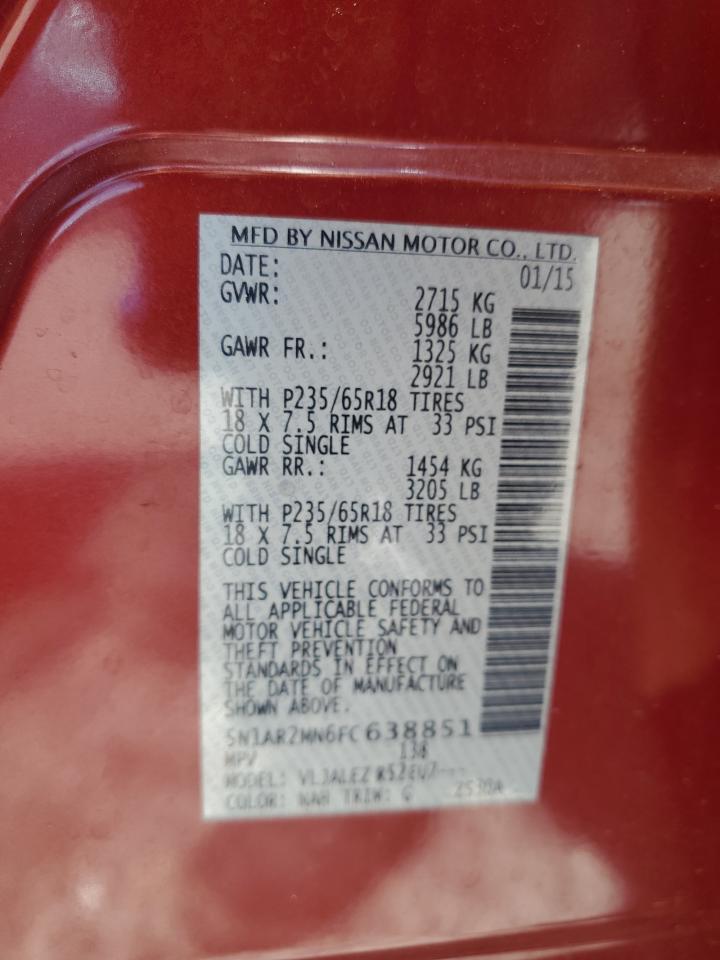 MFD BY NISSAN MOTOR CO., LTD.
DATE: 01/15
GVWR: 2715 KG
5986 LB
GAWR FR.: 1325 KG
2921 LB
WITH P235/65R18 TIRES
18 X 7.5 RIMS AT 33 PSI
COLD SINGLE
GAWR RR.: 1454 KG
3205 LB
WITH P235/65R18 TIRES
18 X 7.5 RIMS AT 33 PSI
COLD SINGLE
THIS VEHICLE CONFORMS TO
ALL APPLICABLE FEDERAL
MOTOR VEHICLE SAFETY AND
THEFT PREVENTION
STANDARDS IN EFFECT ON
THE DATE OF MANUFACTURE
SHOWN ABOVE.
5N1AR2MN6FC638851
MPV 138
MODEL:
COLOR: NAH TRIM: G